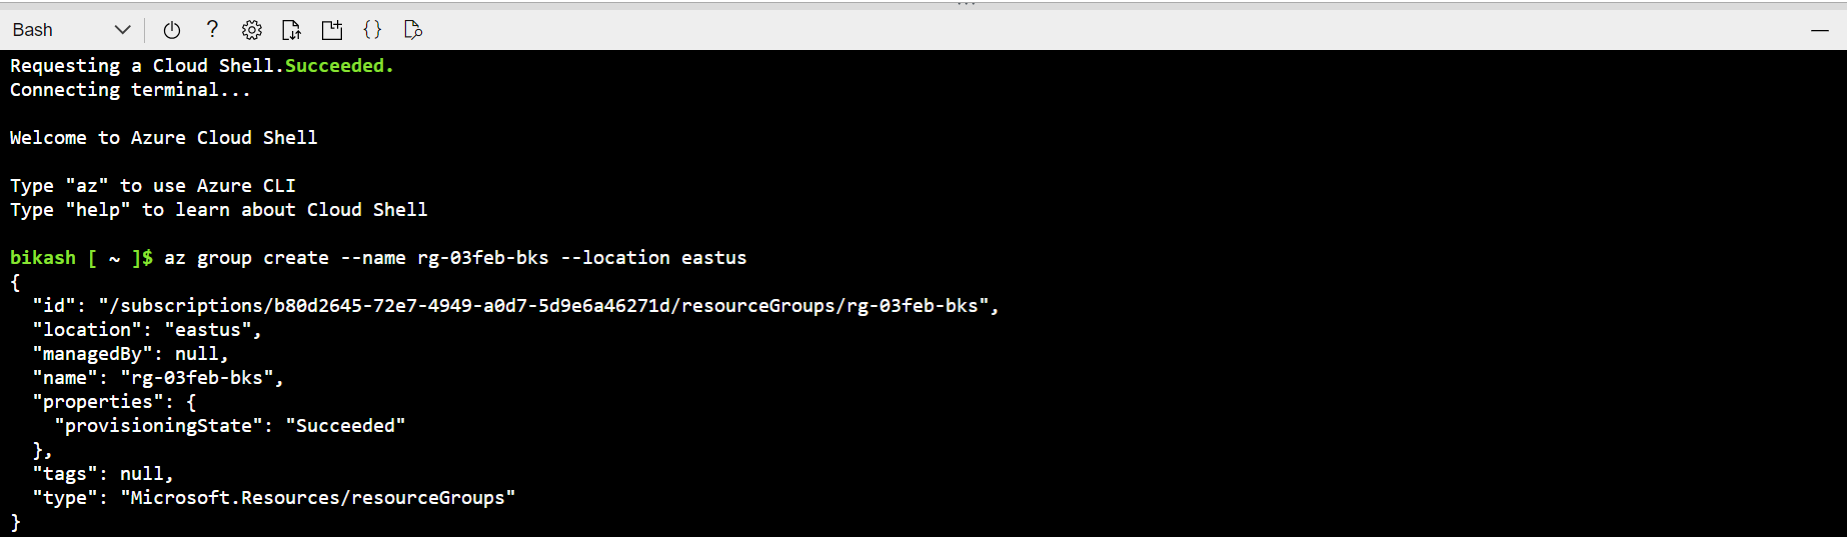 Bash
?
{}
Requesting a Cloud Shell.Succeeded.
Connecting terminal...
Welcome to Azure Cloud Shell
Type "az" to use Azure CLI
Type "help" to learn about Cloud Shell
bikash [ ~ ]$ az group create --name rg-03feb-bks --location eastus
{
  "id": "/subscriptions/b80d2645-72e7-4949-a0d7-5d9e6a46271d/resourceGroups/rg-03feb-bks",
  "location": "eastus",
  "managedBy": null,
  "name": "rg-03feb-bks",
  "properties": {
    "provisioningState": "Succeeded"
  },
  "tags": null,
  "type": "Microsoft.Resources/resourceGroups"
}